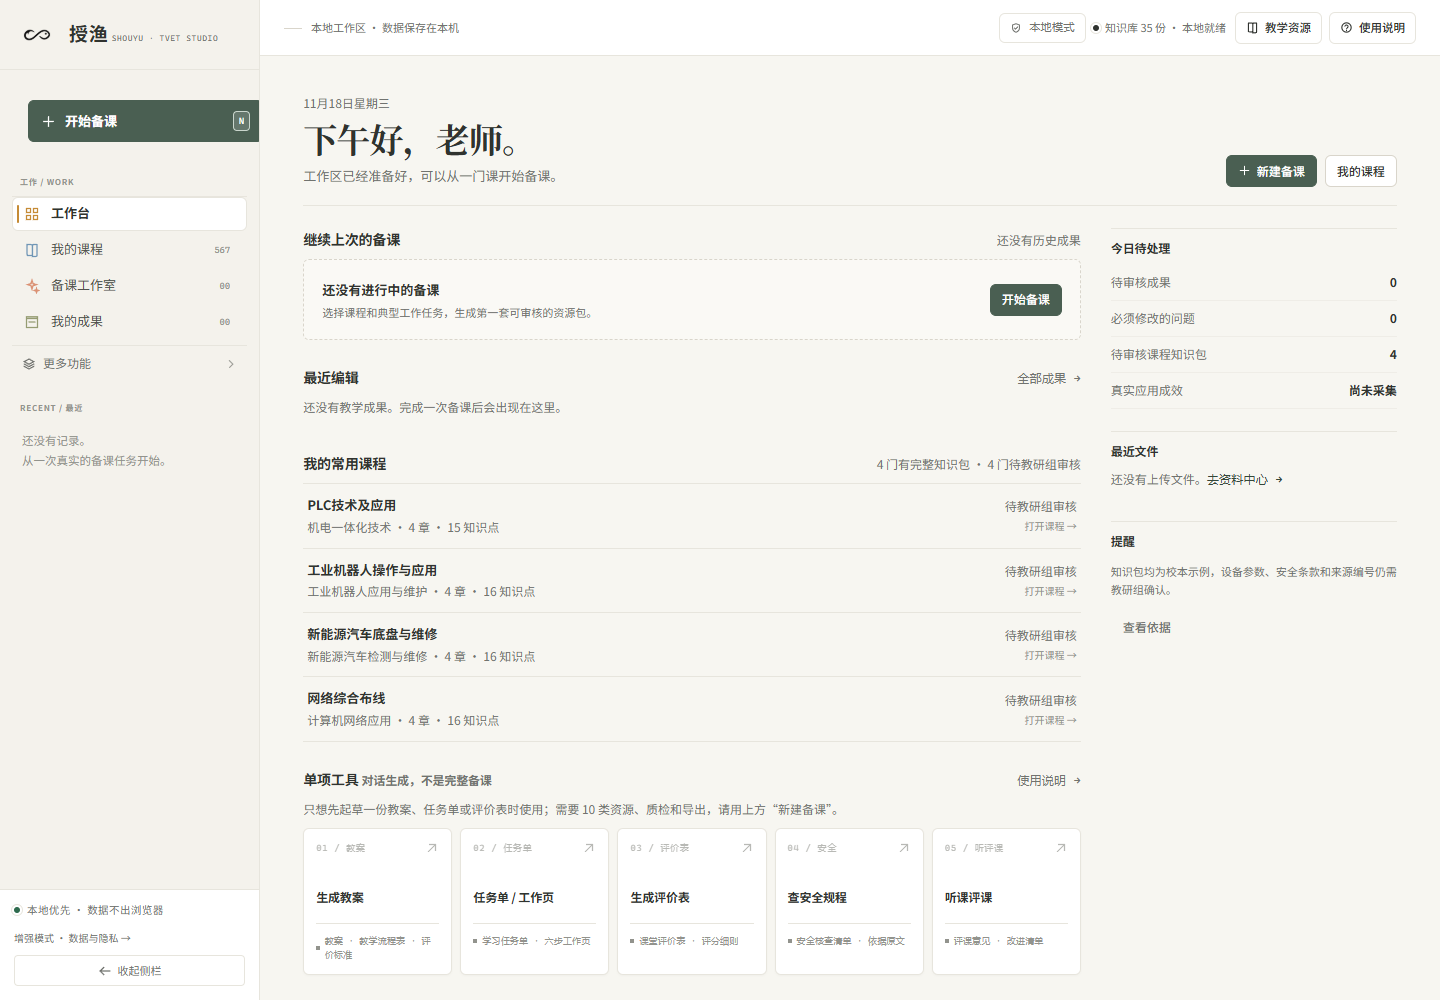 授渔 SHOUYU · TVET STUDIO
开始备课 N
工作 / WORK
工作台
我的课程 567
备课工作室 00
我的成果 00
更多功能
RECENT / 最近
还没有记录。
从一次真实的备课任务开始。
本地优先 · 数据不出浏览器
增强模式 · 数据与隐私→
← 收起侧栏
本地工作区 · 数据保存在本机
本地模式
知识库 35 份 · 本地就绪
教学资源
使用说明
11月18日星期三
下午好，老师。
工作区已经准备好，可以从一门课开始备课。
新建备课
我的课程
继续上次的备课
还没有历史成果
还没有进行中的备课
选择课程和典型工作任务，生成第一套可审核的资源包。
开始备课
最近编辑
全部成果 →
还没有教学成果。完成一次备课后会出现在这里。
我的常用课程
4 门有完整知识包 · 4 门待教研组审核
PLC技术及应用
机电一体化技术 · 4 章 · 15 知识点
待教研组审核
打开课程→
工业机器人操作与应用
工业机器人应用与维护 · 4 章 · 16 知识点
待教研组审核
打开课程→
新能源汽车底盘与维修
新能源汽车检测与维修 · 4 章 · 16 知识点
待教研组审核
打开课程→
网络综合布线
计算机网络应用 · 4 章 · 16 知识点
待教研组审核
打开课程→
单项工具 对话生成，不是完整备课
使用说明 →
只想先起草一份教案、任务单或评价表时使用；需要 10 类资源、质检和导出，请用上方“新建备课”。
01 / 教案
生成教案
教案 · 教学流程表 · 评
价标准
02 / 任务单
任务单 / 工作页
学习任务单 · 六步工作页
03 / 评价表
生成评价表
课堂评价表 · 评分细则
04 / 安全
查安全规程
安全核查清单 · 依据原文
05 / 听评课
听课评课
评课意见 · 改进清单
今日待处理
待审核成果 0
必须修改的问题 0
待审核课程知识包 4
真实应用成效 尚未采集
最近文件
还没有上传文件。去资料中心 →
提醒
知识包均为校本示例，设备参数、安全条款和来源编号仍需
教研组确认。
查看依据